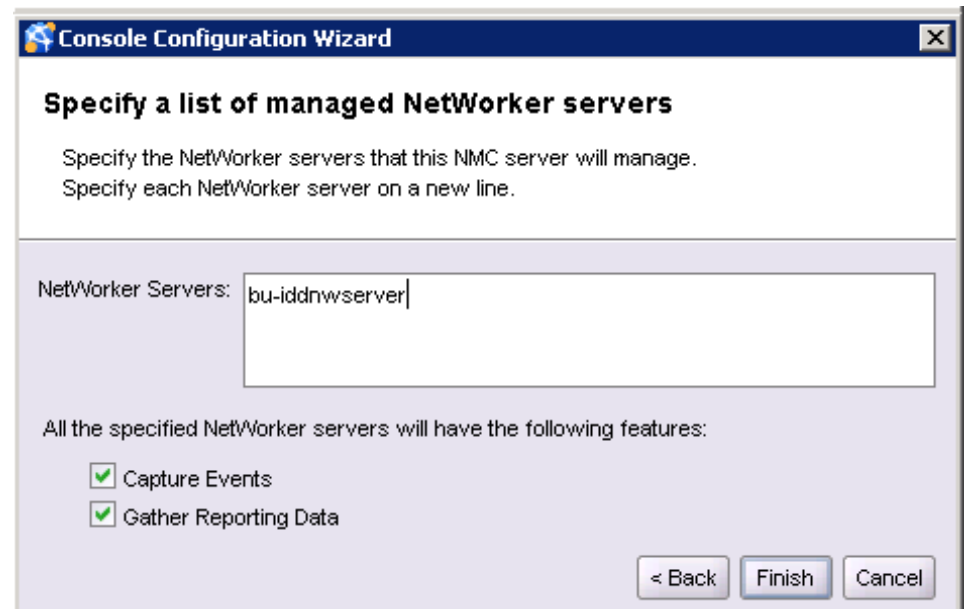 Console Configuration Wizard
Specify a list of managed NetWorker servers
Specify the NetWorker servers that this NMC server will manage.
Specify each NetWorker server on a new line.
NetWorker Servers: bu-iddnwserver
All the specified NetWorker servers will have the following features:
Capture Events
Gather Reporting Data
< Back Finish Cancel